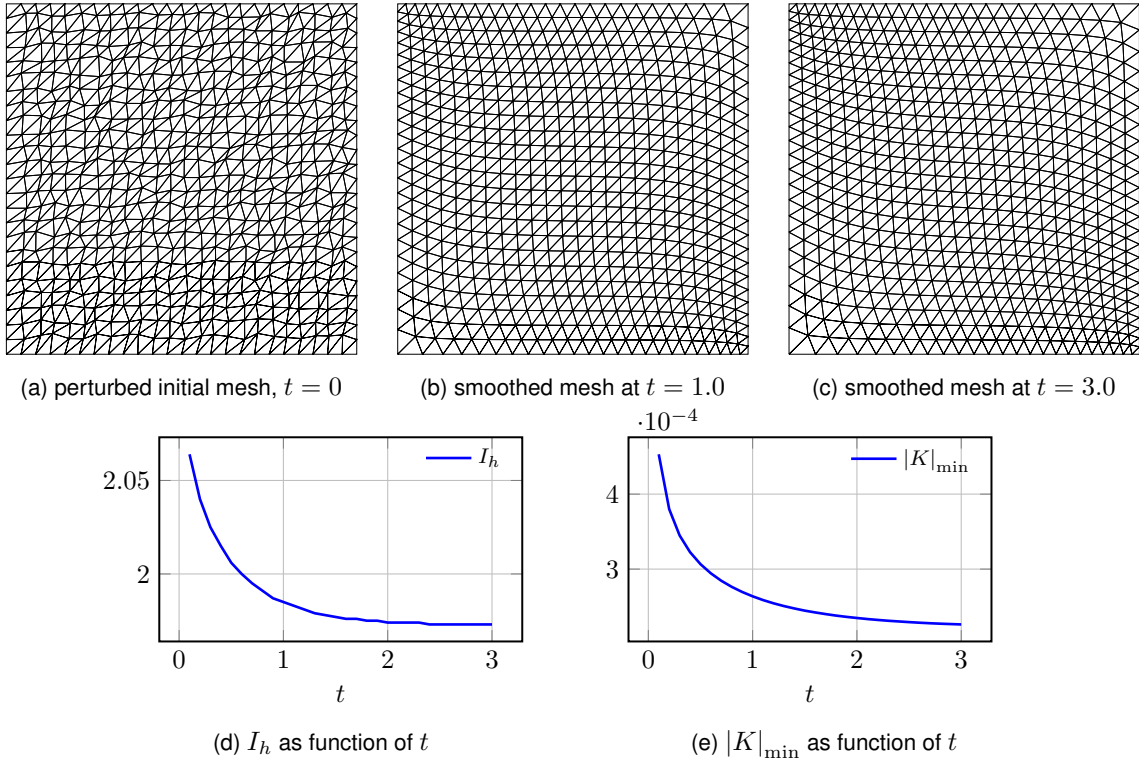 (a) perturbed initial mesh, t = 0
(b) smoothed mesh at t = 1.0
(c) smoothed mesh at t = 3.0
I_h
2.05
2
0 1 2 3
t
(d) I_h as function of t
·10^{−4}
|K|_min
4
3
0 1 2 3
t
(e) |K|_min as function of t